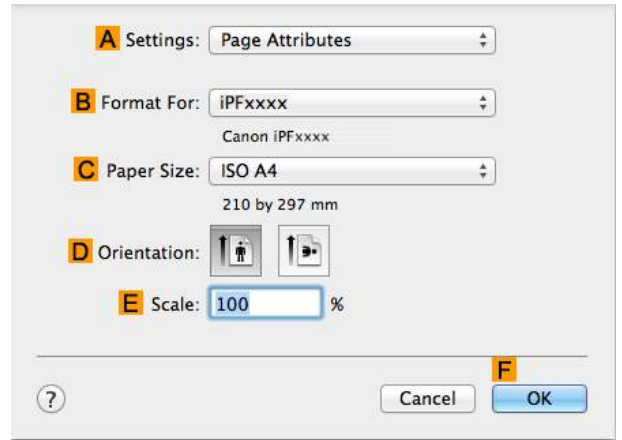 A Settings: Page Attributes
B Format For: iPFxxxx
Canon iPFxxxx
C Paper Size: ISO A4
210 by 297 mm
D Orientation:
E Scale: 100 %
F
? Cancel OK